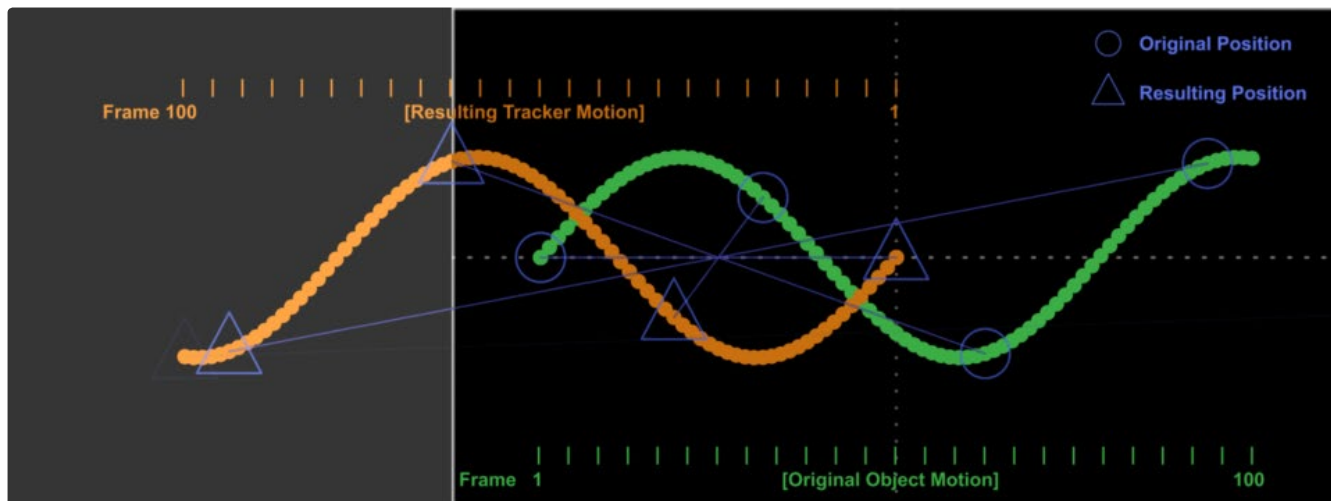 Original Position
Resulting Position
Frame 100 [Resulting Tracker Motion] 1
Frame 1 [Original Object Motion] 100